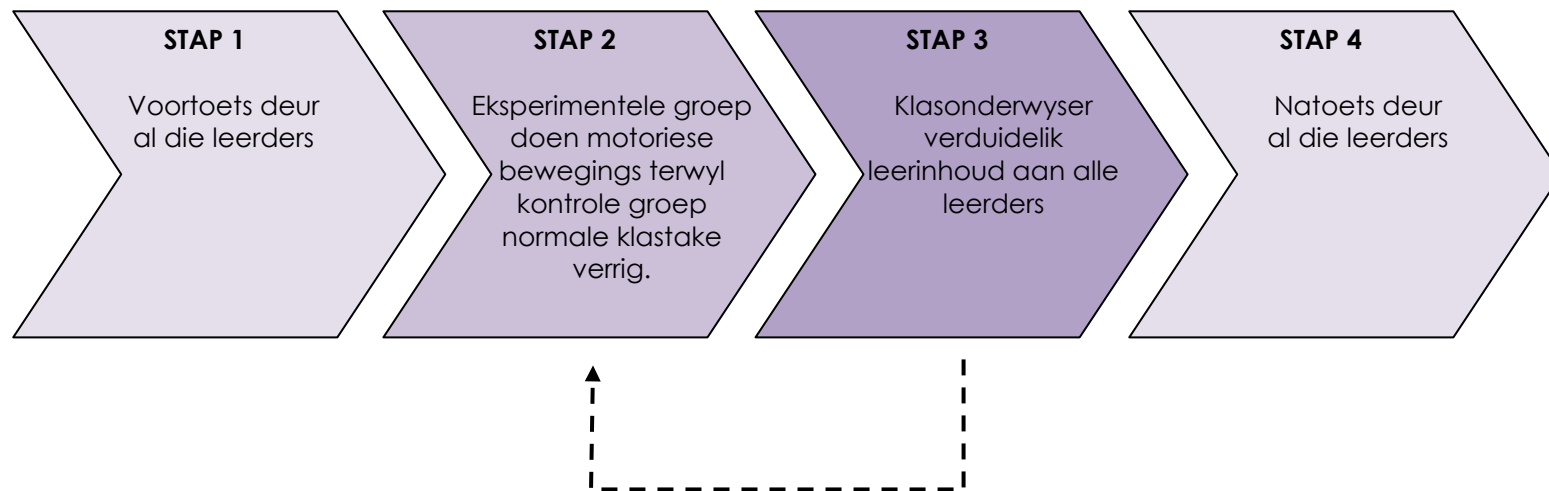 STAP 1
Voortoets deur
al die leerders
STAP 2
Eksperimentele groep
doen motoriese
bewegings terwyl
kontrole groep
normale klastake
verrig.
STAP 3
Klasonderwyser
verduidelik
leerinhoud aan alle
leerders
STAP 4
Natoets deur
al die leerders